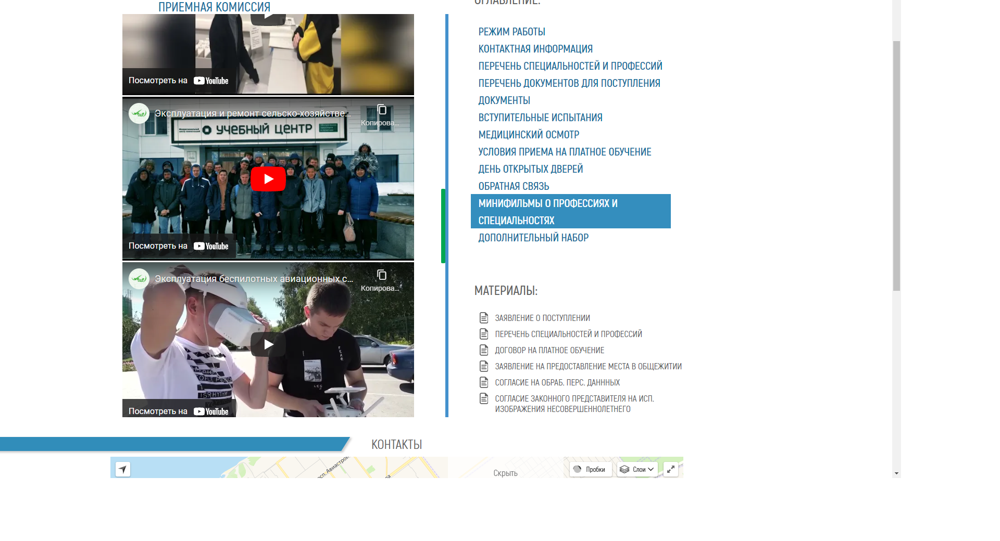 ПРИЕМНАЯ КОМИССИЯ
Посмотреть на YouTube
Эксплуатация и ремонт сельско-хозяйстве...
Копирова...
УЧЕБНЫЙ ЦЕНТР
Посмотреть на YouTube
Эксплуатация беспилотных авиационных с...
Копирова...
FEAR
LES
Посмотреть на YouTube
ОГЛАВЛЕНИЕ:
РЕЖИМ РАБОТЫ
КОНТАКТНАЯ ИНФОРМАЦИЯ
ПЕРЕЧЕНЬ СПЕЦИАЛЬНОСТЕЙ И ПРОФЕССИЙ
ПЕРЕЧЕНЬ ДОКУМЕНТОВ ДЛЯ ПОСТУПЛЕНИЯ
ДОКУМЕНТЫ
ВСТУПИТЕЛЬНЫЕ ИСПЫТАНИЯ
МЕДИЦИНСКИЙ ОСМОТР
УСЛОВИЯ ПРИЕМА НА ПЛАТНОЕ ОБУЧЕНИЕ
ДЕНЬ ОТКРЫТЫХ ДВЕРЕЙ
ОБРАТНАЯ СВЯЗЬ
МИНИФИЛЬМЫ О ПРОФЕССИЯХ И
СПЕЦИАЛЬНОСТЯХ
ДОПОЛНИТЕЛЬНЫЙ НАБОР
МАТЕРИАЛЫ:
ЗАЯВЛЕНИЕ О ПОСТУПЛЕНИИ
ПЕРЕЧЕНЬ СПЕЦИАЛЬНОСТЕЙ И ПРОФЕССИЙ
ДОГОВОР НА ПЛАТНОЕ ОБУЧЕНИЕ
ЗАЯВЛЕНИЕ НА ПРЕДОСТАВЛЕНИЕ МЕСТА В ОБЩЕЖИТИИ
СОГЛАСИЕ НА ОБРАБ. ПЕРС. ДАНННЫХ
СОГЛАСИЕ ЗАКОННОГО ПРЕДСТАВИТЕЛЯ НА ИСП.
ИЗОБРАЖЕНИЯ НЕСОВЕРШЕННОЛЕТНЕГО
КОНТАКТЫ
Скрыть
Пробки
Слои